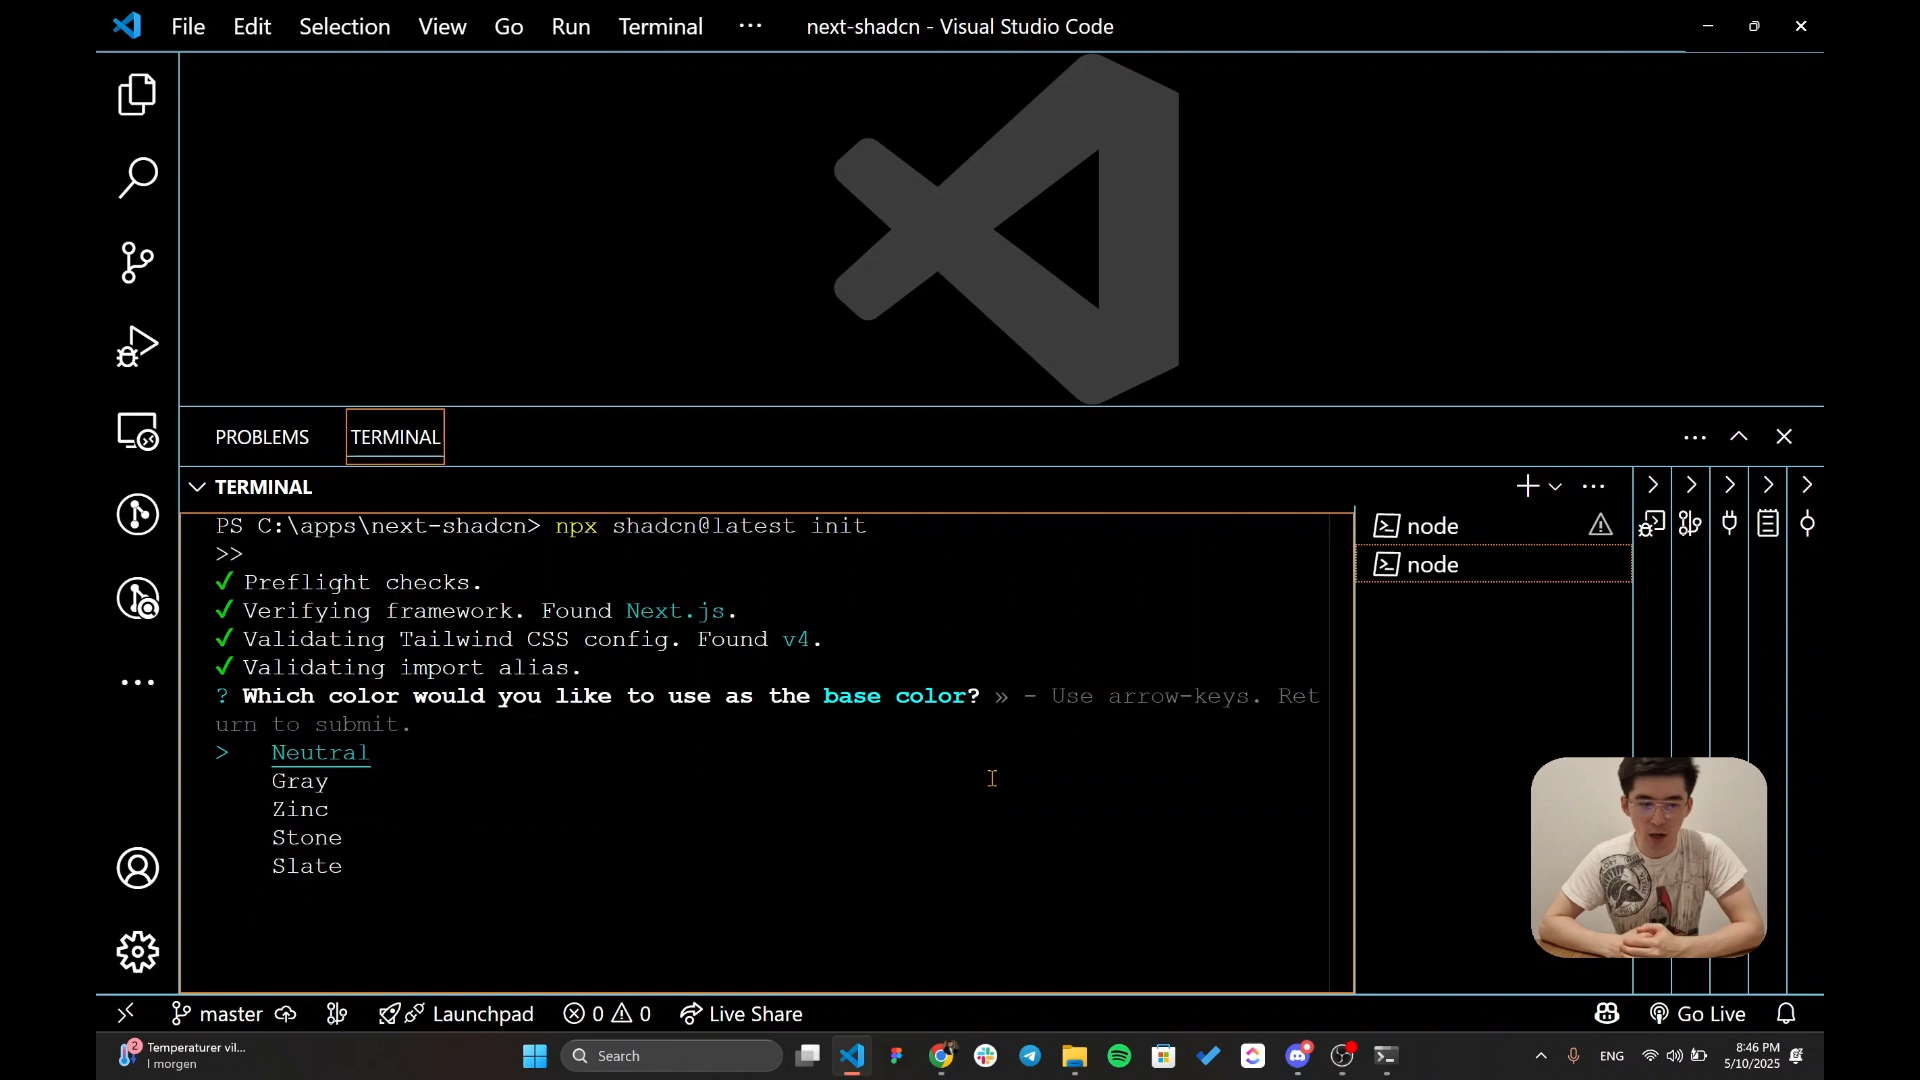 File Edit Selection View Go Run Terminal ··· next-shadcn - Visual Studio Code
PROBLEMS TERMINAL
TERMINAL
PS C:\apps\next-shadcn> npx shadcn@latest init
>>
✓ Preflight checks.
✓ Verifying framework. Found Next.js.
✓ Validating Tailwind CSS config. Found v4.
✓ Validating import alias.
? Which color would you like to use as the base color? » - Use arrow-keys. Ret
urn to submit.
> Neutral
Gray
Zinc
Stone
Slate
node
node
master Launchpad 0 0 Live Share Go Live
2 Temperaturer vil...
I morgen
Search
ENG
8:46 PM
5/10/2025